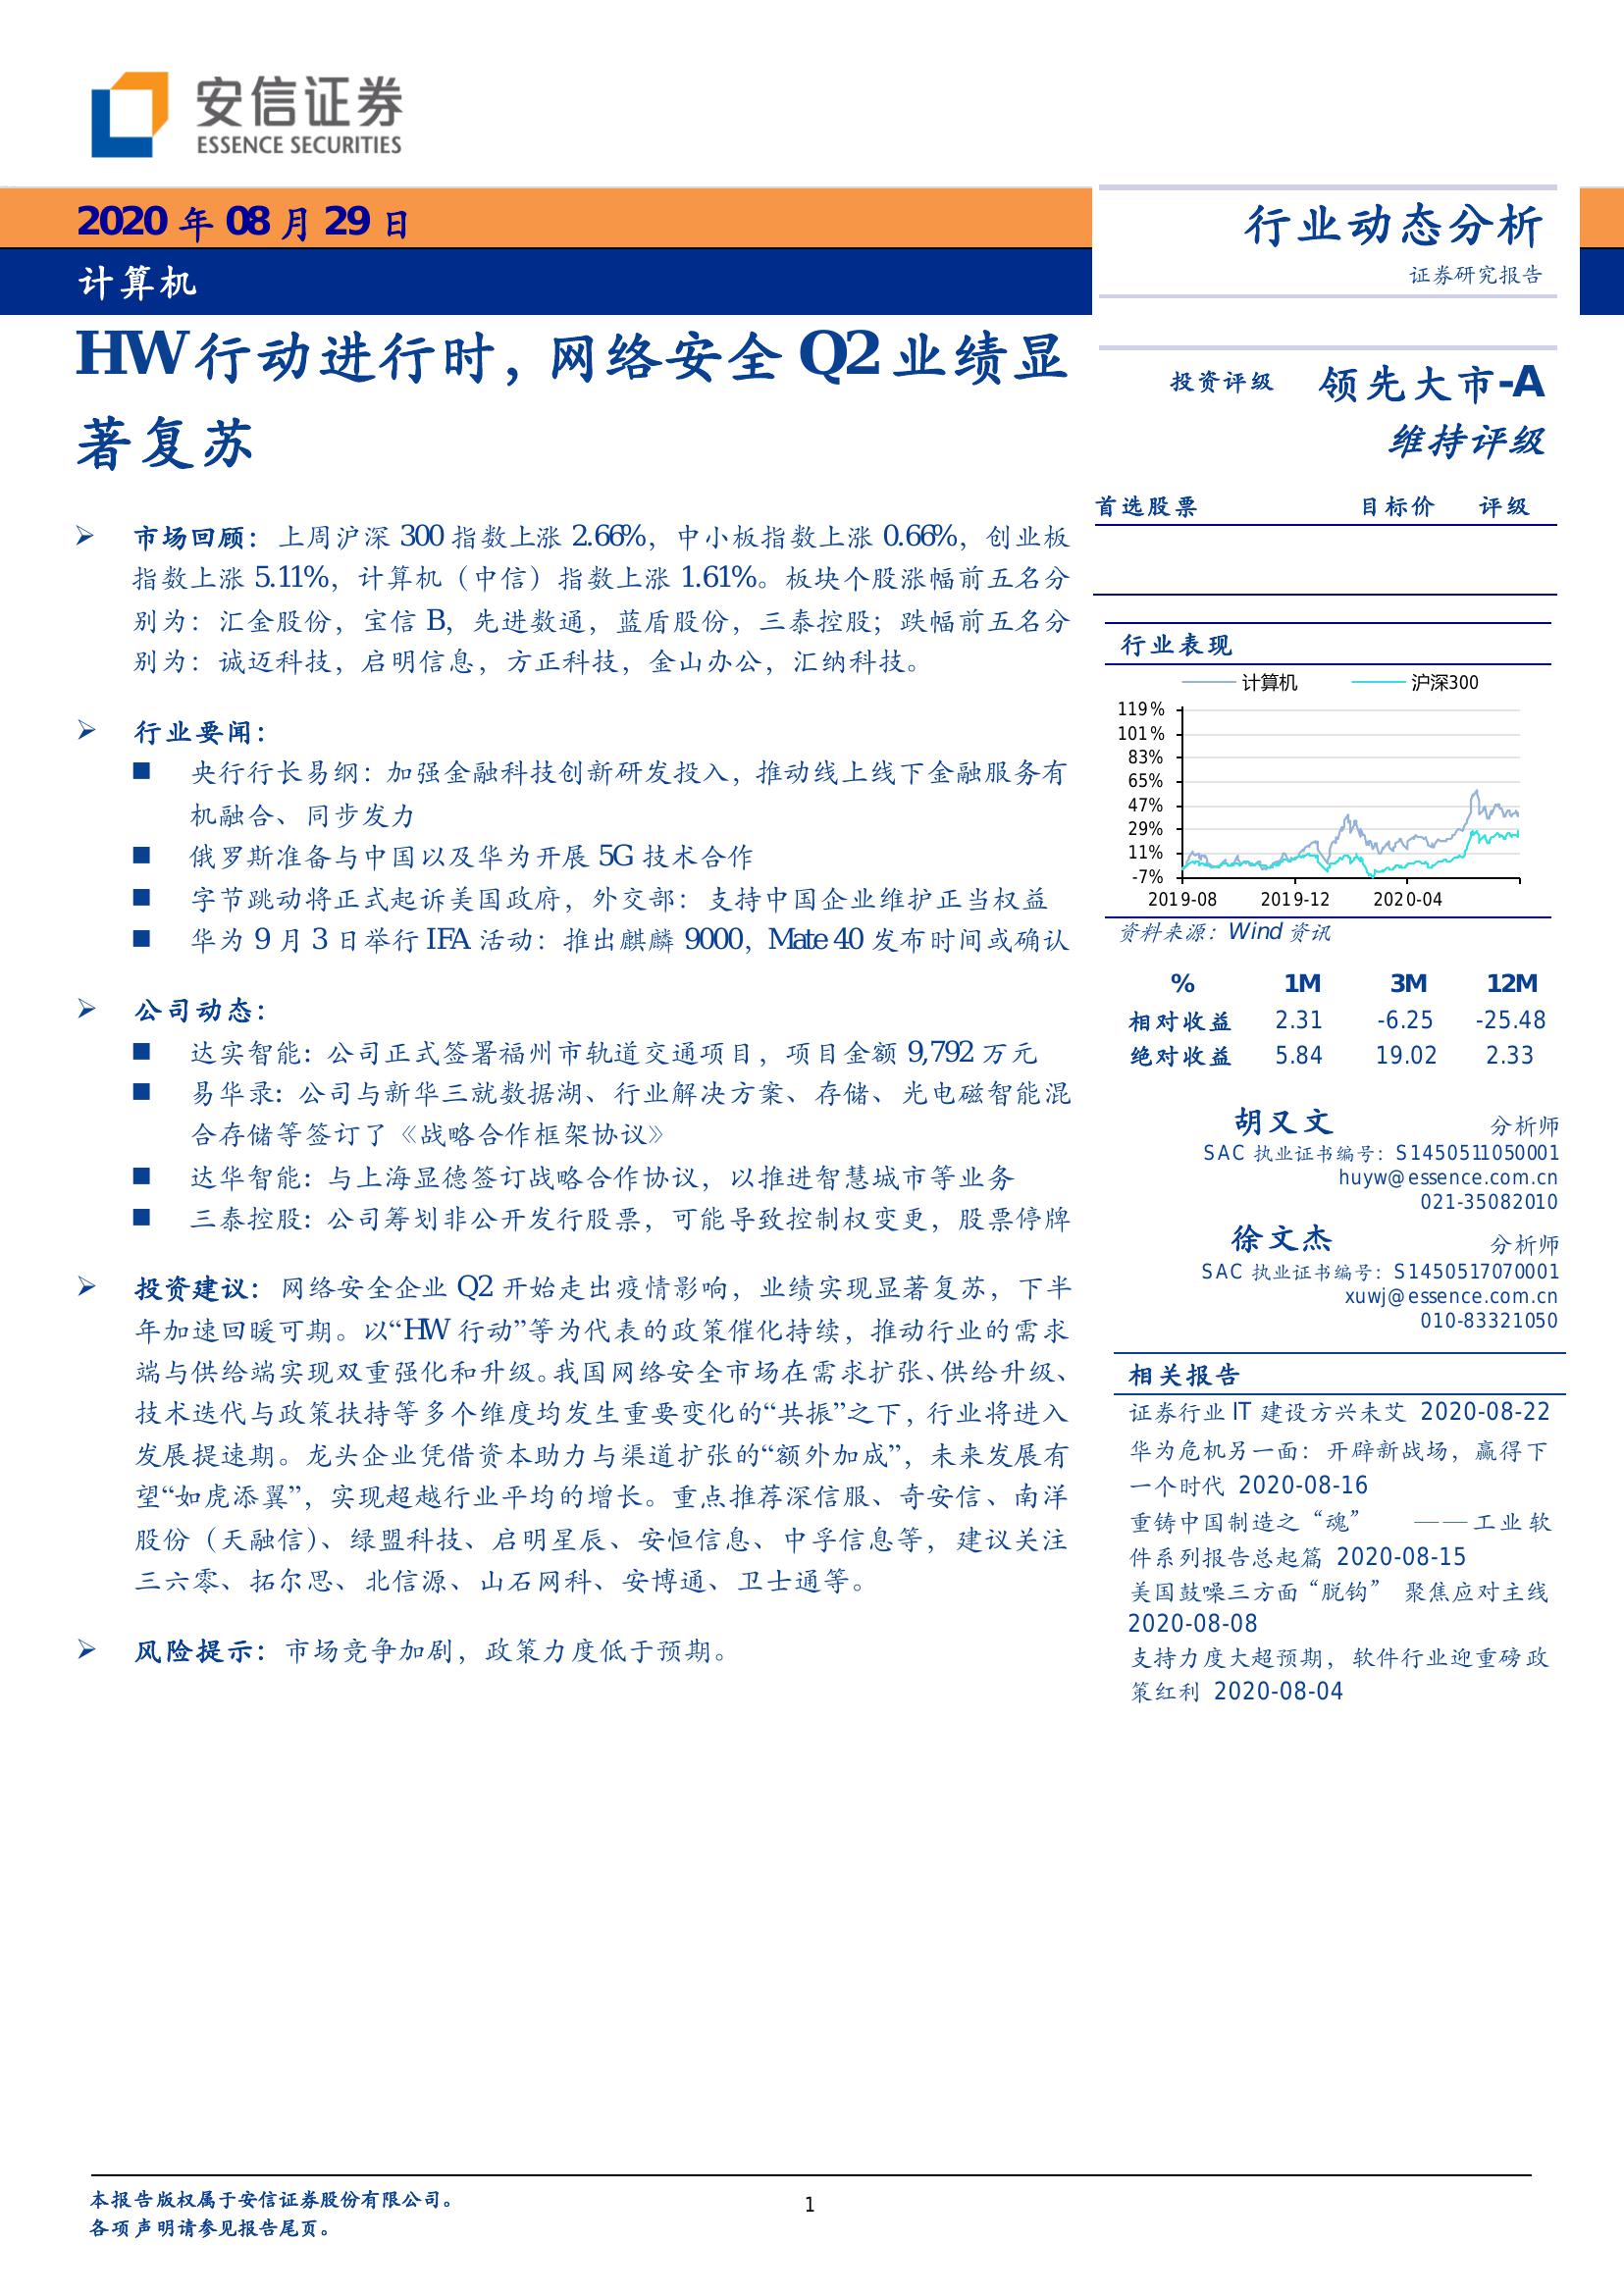 安信证券
ESSENCE SECURITIES
2020 年 08 月 29 日
计算机
行业动态分析
证券研究报告
HW 行动进行时，网络安全 Q2 业绩显
著复苏
市场回顾：上周沪深 300 指数上涨 2.66%，中小板指数上涨 0.66%，创业板
指数上涨 5.11%，计算机（中信）指数上涨 1.61%。板块个股涨幅前五名分
别为：汇金股份，宝信 B，先进数通，蓝盾股份，三泰控股；跌幅前五名分
别为：诚迈科技，启明信息，方正科技，金山办公，汇纳科技。
行业要闻：
央行行长易纲：加强金融科技创新研发投入，推动线上线下金融服务有
机融合、同步发力
俄罗斯准备与中国以及华为开展 5G 技术合作
字节跳动将正式起诉美国政府，外交部：支持中国企业维护正当权益
华为 9 月 3 日举行 IFA 活动：推出麒麟 9000，Mate 40 发布时间或确认
公司动态：
达实智能：公司正式签署福州市轨道交通项目，项目金额 9,792 万元
易华录：公司与新华三就数据湖、行业解决方案、存储、光电磁智能混
合存储等签订了《战略合作框架协议》
达华智能：与上海显德签订战略合作协议，以推进智慧城市等业务
三泰控股：公司筹划非公开发行股票，可能导致控制权变更，股票停牌
投资建议：网络安全企业 Q2 开始走出疫情影响，业绩实现显著复苏，下半
年加速回暖可期。以“HW 行动”等为代表的政策催化持续，推动行业的需求
端与供给端实现双重强化和升级。我国网络安全市场在需求扩张、供给升级、
技术迭代与政策扶持等多个维度均发生重要变化的“共振”之下，行业将进入
发展提速期。龙头企业凭借资本助力与渠道扩张的“额外加成”，未来发展有
望“如虎添翼”，实现超越行业平均的增长。重点推荐深信服、奇安信、南洋
股份（天融信）、绿盟科技、启明星辰、安恒信息、中孚信息等，建议关注
三六零、拓尔思、北信源、山石网科、安博通、卫士通等。
风险提示：市场竞争加剧，政策力度低于预期。
投资评级 领先大市-A
维持评级
首选股票 目标价 评级
行业表现
计算机 沪深300
119%
101%
83%
65%
47%
29%
11%
-7%
2019-08 2019-12 2020-04
资料来源：Wind 资讯
% 1M 3M 12M
相对收益 2.31 -6.25 -25.48
绝对收益 5.84 19.02 2.33
胡又文 分析师
SAC 执业证书编号：S1450511050001
huyw@essence.com.cn
021-35082010
徐文杰 分析师
SAC 执业证书编号：S1450517070001
xuwj@essence.com.cn
010-83321050
相关报告
证券行业 IT 建设方兴未艾 2020-08-22
华为危机另一面：开辟新战场，赢得下
一个时代 2020-08-16
重铸中国制造之“魂” ——工业软
件系列报告总起篇 2020-08-15
美国鼓噪三方面“脱钩” 聚焦应对主线
2020-08-08
支持力度大超预期，软件行业迎重磅政
策红利 2020-08-04
本报告版权属于安信证券股份有限公司。
各项声明请参见报告尾页。
1